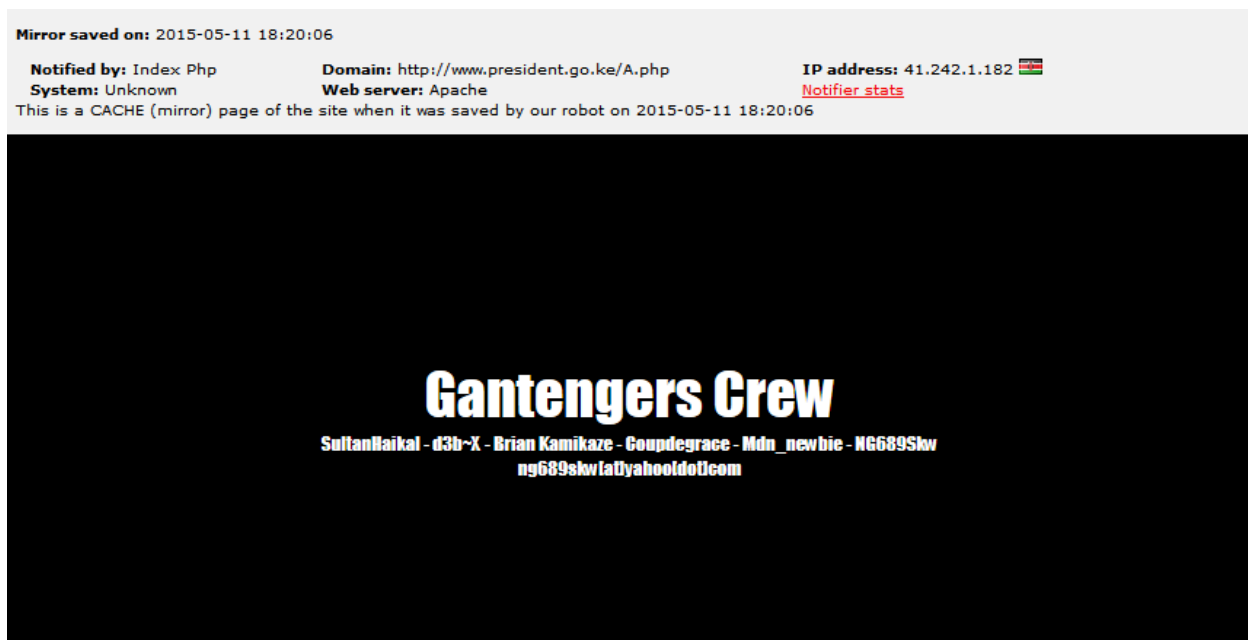 Mirror saved on: 2015-05-11 18:20:06
Notified by: Index Php Domain: http://www.president.go.ke/A.php IP address: 41.242.1.182
System: Unknown Web server: Apache Notifier stats
This is a CACHE (mirror) page of the site when it was saved by our robot on 2015-05-11 18:20:06
Gantengers Crew
SultanHaikal - d3b~X - Brian Kamikaze - Coupdegrace - Mdn_newbie - NG689Skw
ng689skw[at]yahoo[dot]com